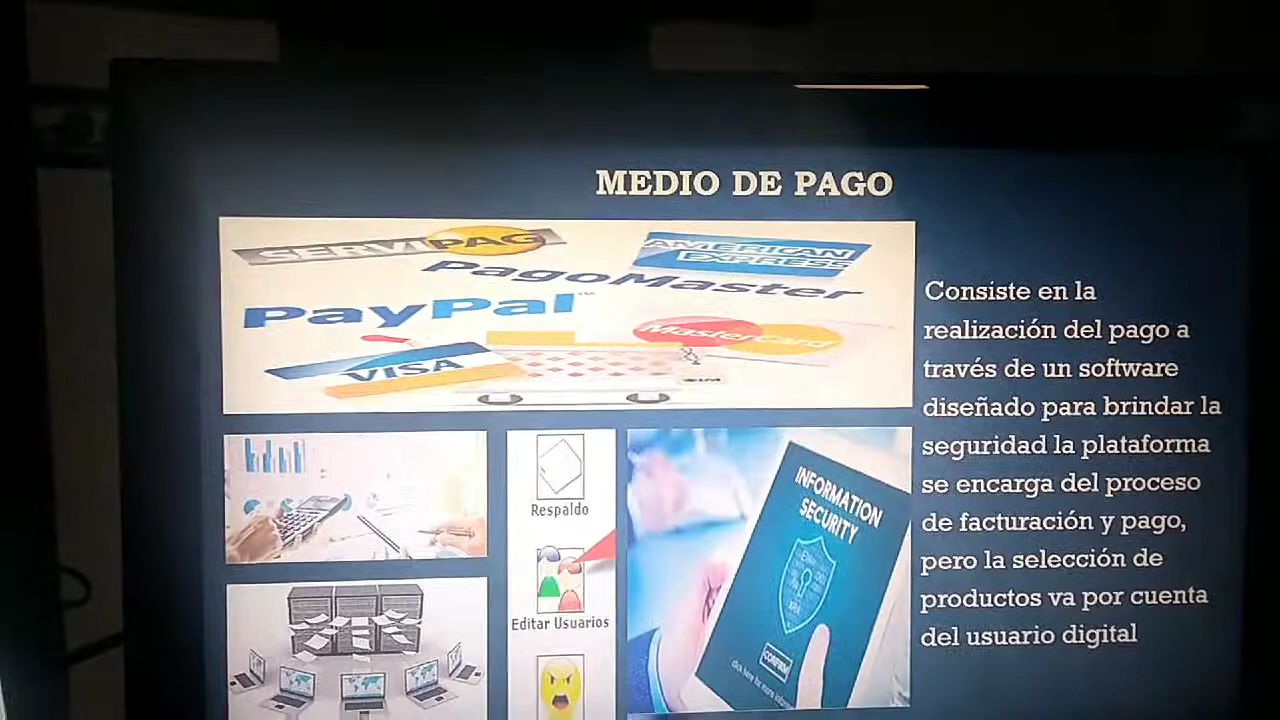 MEDIO DE PAGO
SERVIPAG
AMERICAN
EXPRESS
PagoMaster
PayPal
MasterCard
VISA
Consiste en la
realización del pago a
través de un software
diseñado para brindar la
seguridad la plataforma
se encarga del proceso
de facturación y pago,
pero la selección de
productos va por cuenta
del usuario digital
Respaldo
Editar Usuarios
INFORMATION
SECURITY
CONFIRM